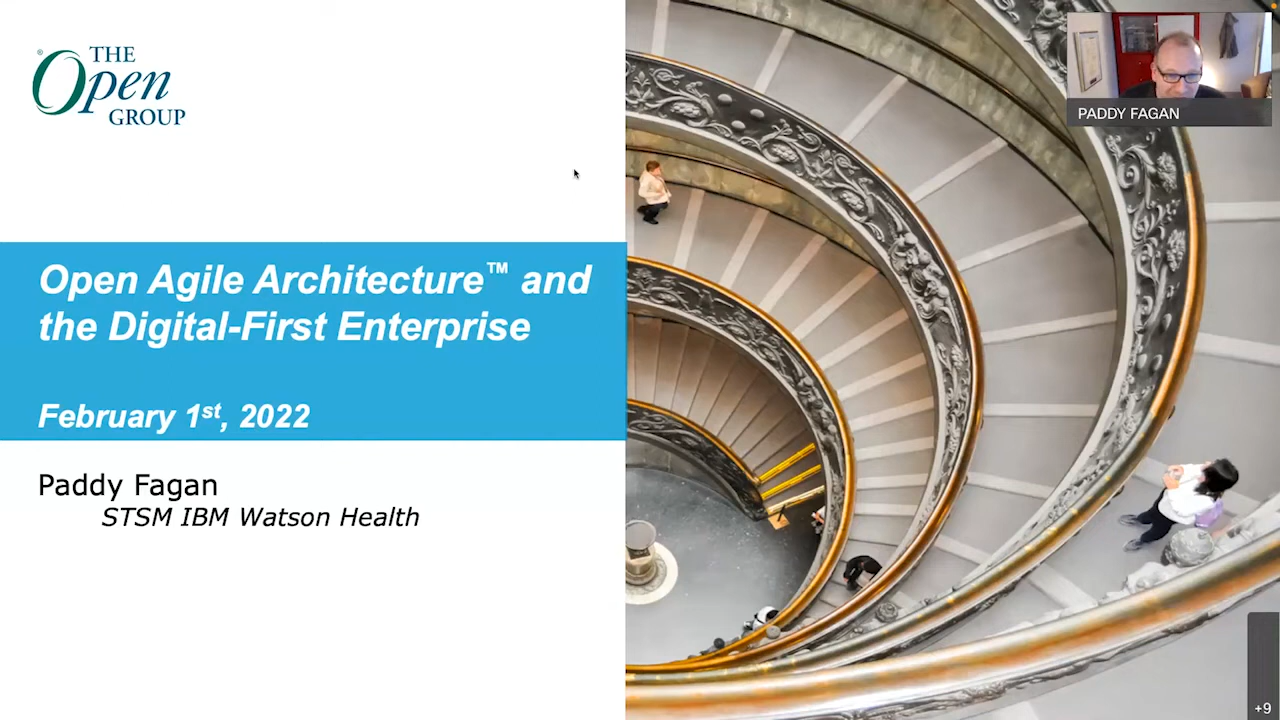 ®
THE
Open
GROUP
PADDY FAGAN
Open Agile Architecture™ and
the Digital-First Enterprise
February 1st, 2022
Paddy Fagan
STSM IBM Watson Health
+9